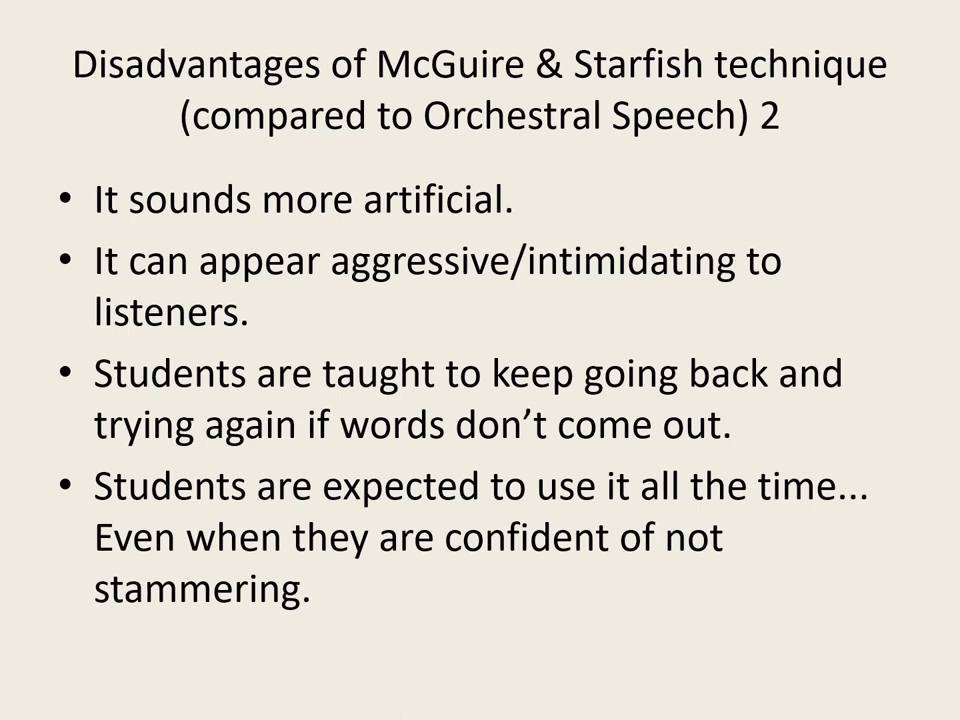 Disadvantages of McGuire & Starfish technique
(compared to Orchestral Speech) 2
• It sounds more artificial.
• It can appear aggressive/intimidating to
listeners.
• Students are taught to keep going back and
trying again if words don’t come out.
• Students are expected to use it all the time...
Even when they are confident of not
stammering.